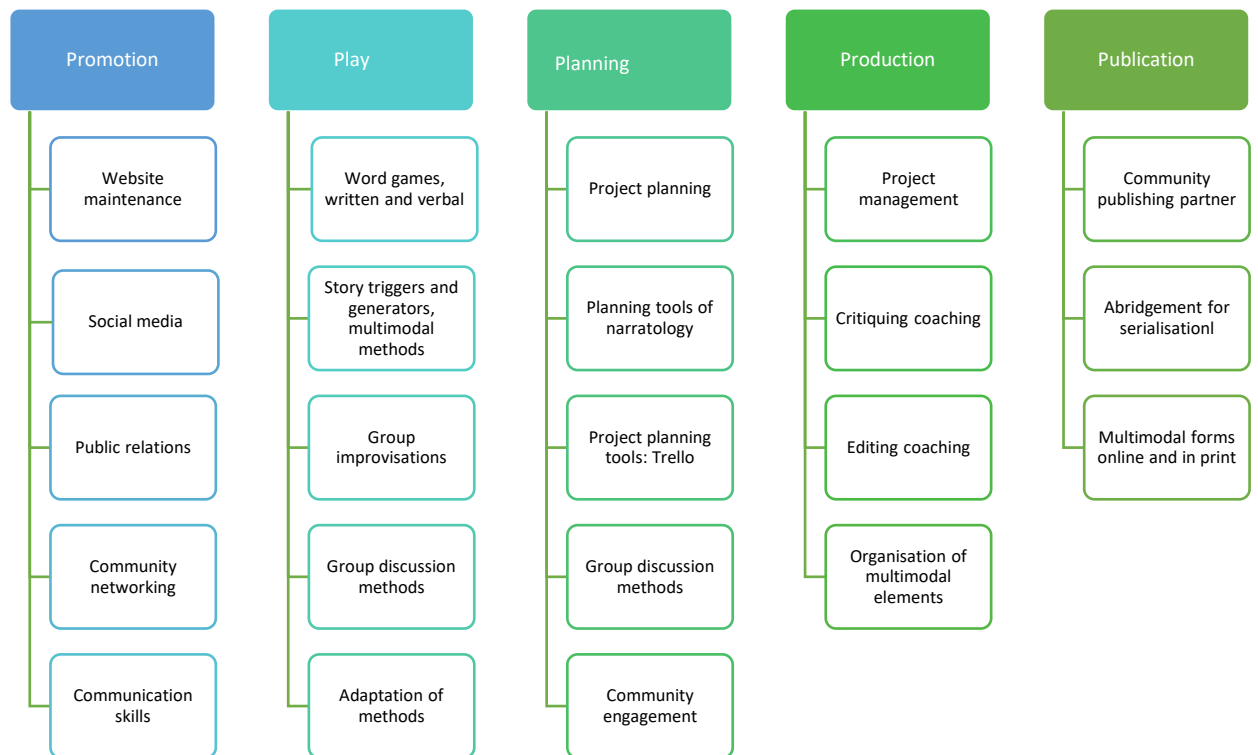 Promotion
Website
maintenance
Social media
Public relations
Community
networking
Communication
skills
Play
Word games,
written and verbal
Story triggers and
generators,
multimodal
methods
Group
improvisations
Group discussion
methods
Adaptation of
methods
Planning
Project planning
Planning tools of
narratology
Project planning
tools: Trello
Group discussion
methods
Community
engagement
Production
Project
management
Critiquing coaching
Editing coaching
Organisation of
multimodal
elements
Publication
Community
publishing partner
Abridgement for
serialisationl
Multimodal forms
online and in print